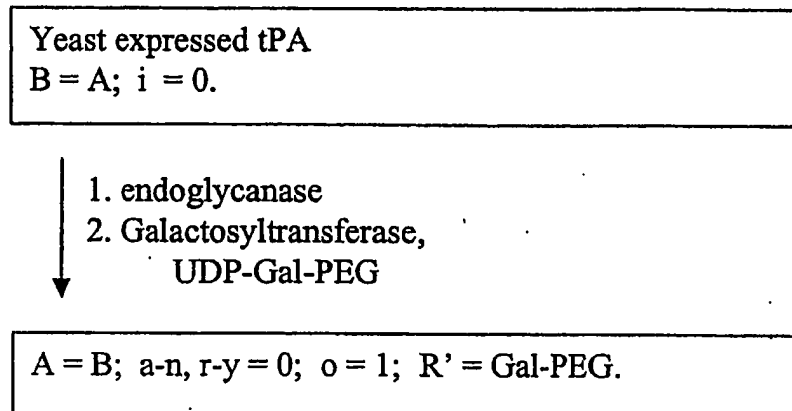 Yeast expressed tPA
B = A; i = 0.
1. endoglycanase
2. Galactosyltransferase,
UDP-Gal-PEG
A = B; a-n, r-y = 0; o = 1; R' = Gal-PEG.